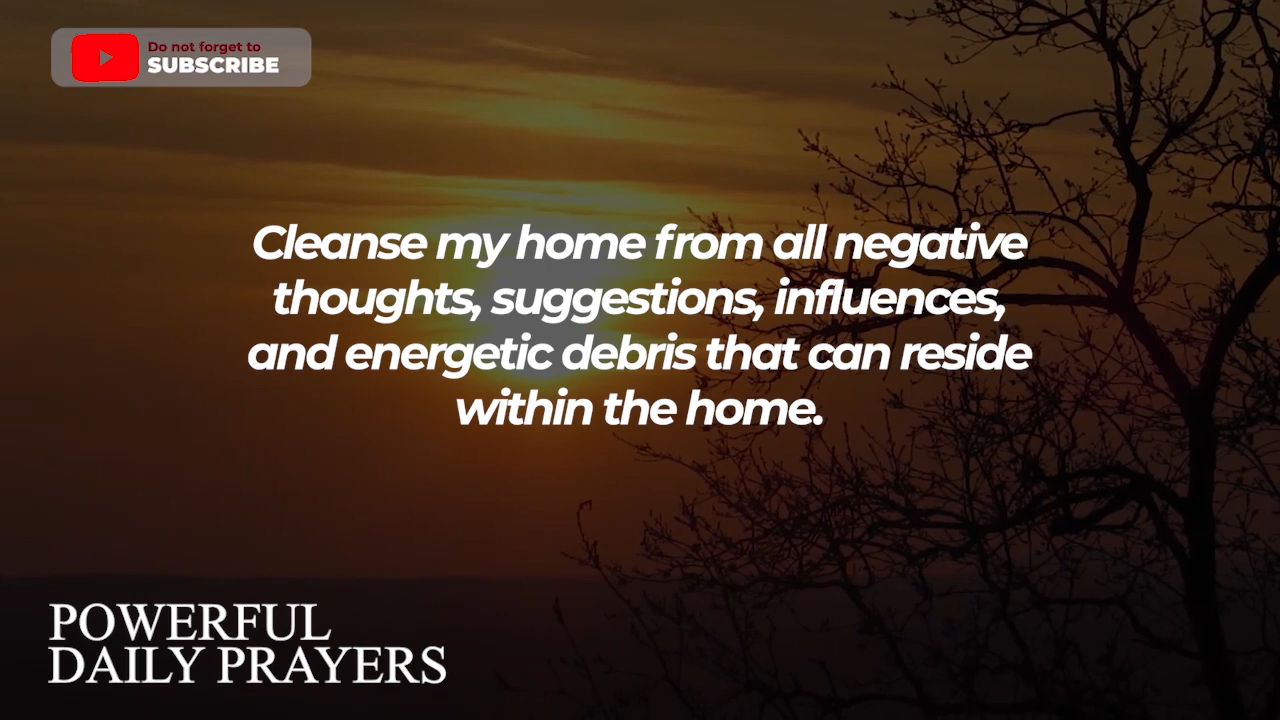 Do not forget to
SUBSCRIBE
Cleanse my home from all negative
thoughts, suggestions, influences,
and energetic debris that can reside
within the home.
POWERFUL
DAILY PRAYERS